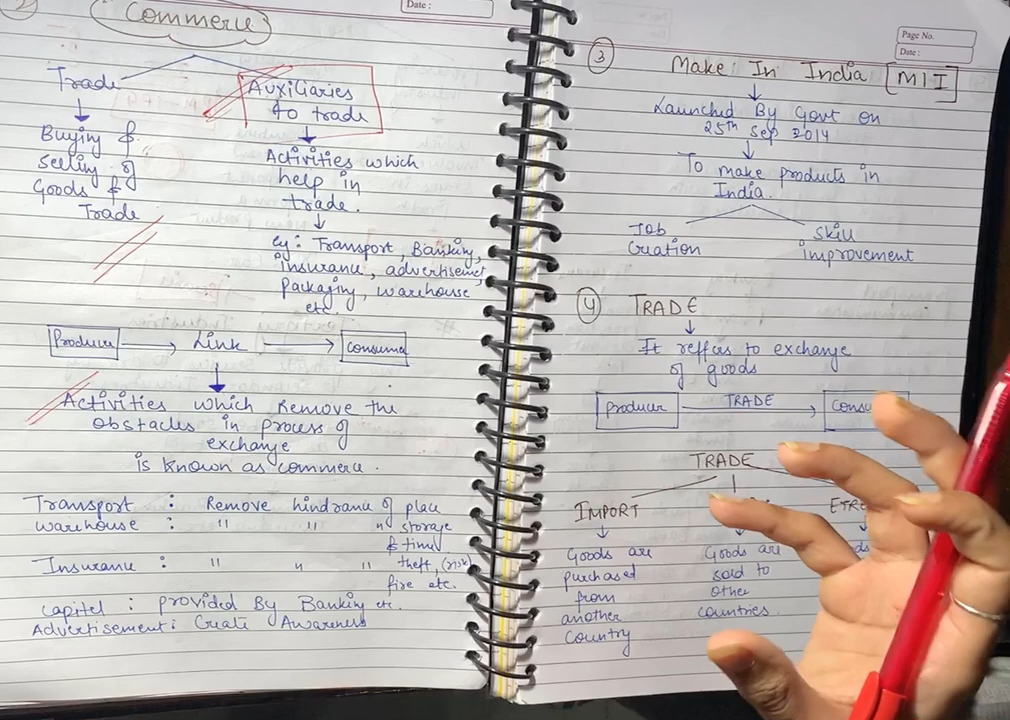 2
Commerce
Date :
Trade
Auxiliaries
to trade
Buying &
Selling of
Goods &
Trade
Activities which
help in
trade.
eg: Transport, Banking,
insurance, advertisement
packaging, warehouse
etc.
Producer
Link
consumer
Activities which Remove the
obstacles in process of
exchange
is known as commerce.
Transport : Remove hindrane of place
warehouse : " " " storage
& time
Insurance : " " " theft, (risk)
fire etc.
capital : provided By Banking etc.
Advertisement : Create Awareness
Page No.
Date :
3
Make In India [MII]
Launched By Govt on
25th Sep 2014
To make products in
India.
Job
Creation
Skill
improvement
4
TRADE
It reffers to exchange
of goods
producer
TRADE
TRADE
IMPORT
Goods are
purchased
from
another
country
Goods are
sold to
other
countries.